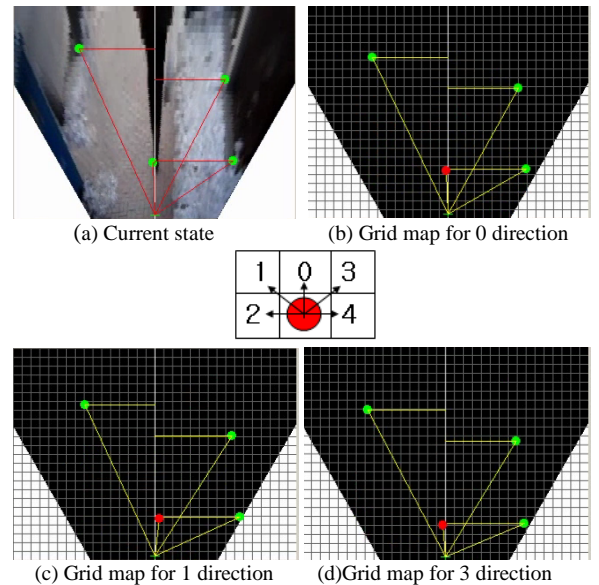 (a) Current state
(b) Grid map for 0 direction
1 0 3
2 4
(c) Grid map for 1 direction
(d)Grid map for 3 direction